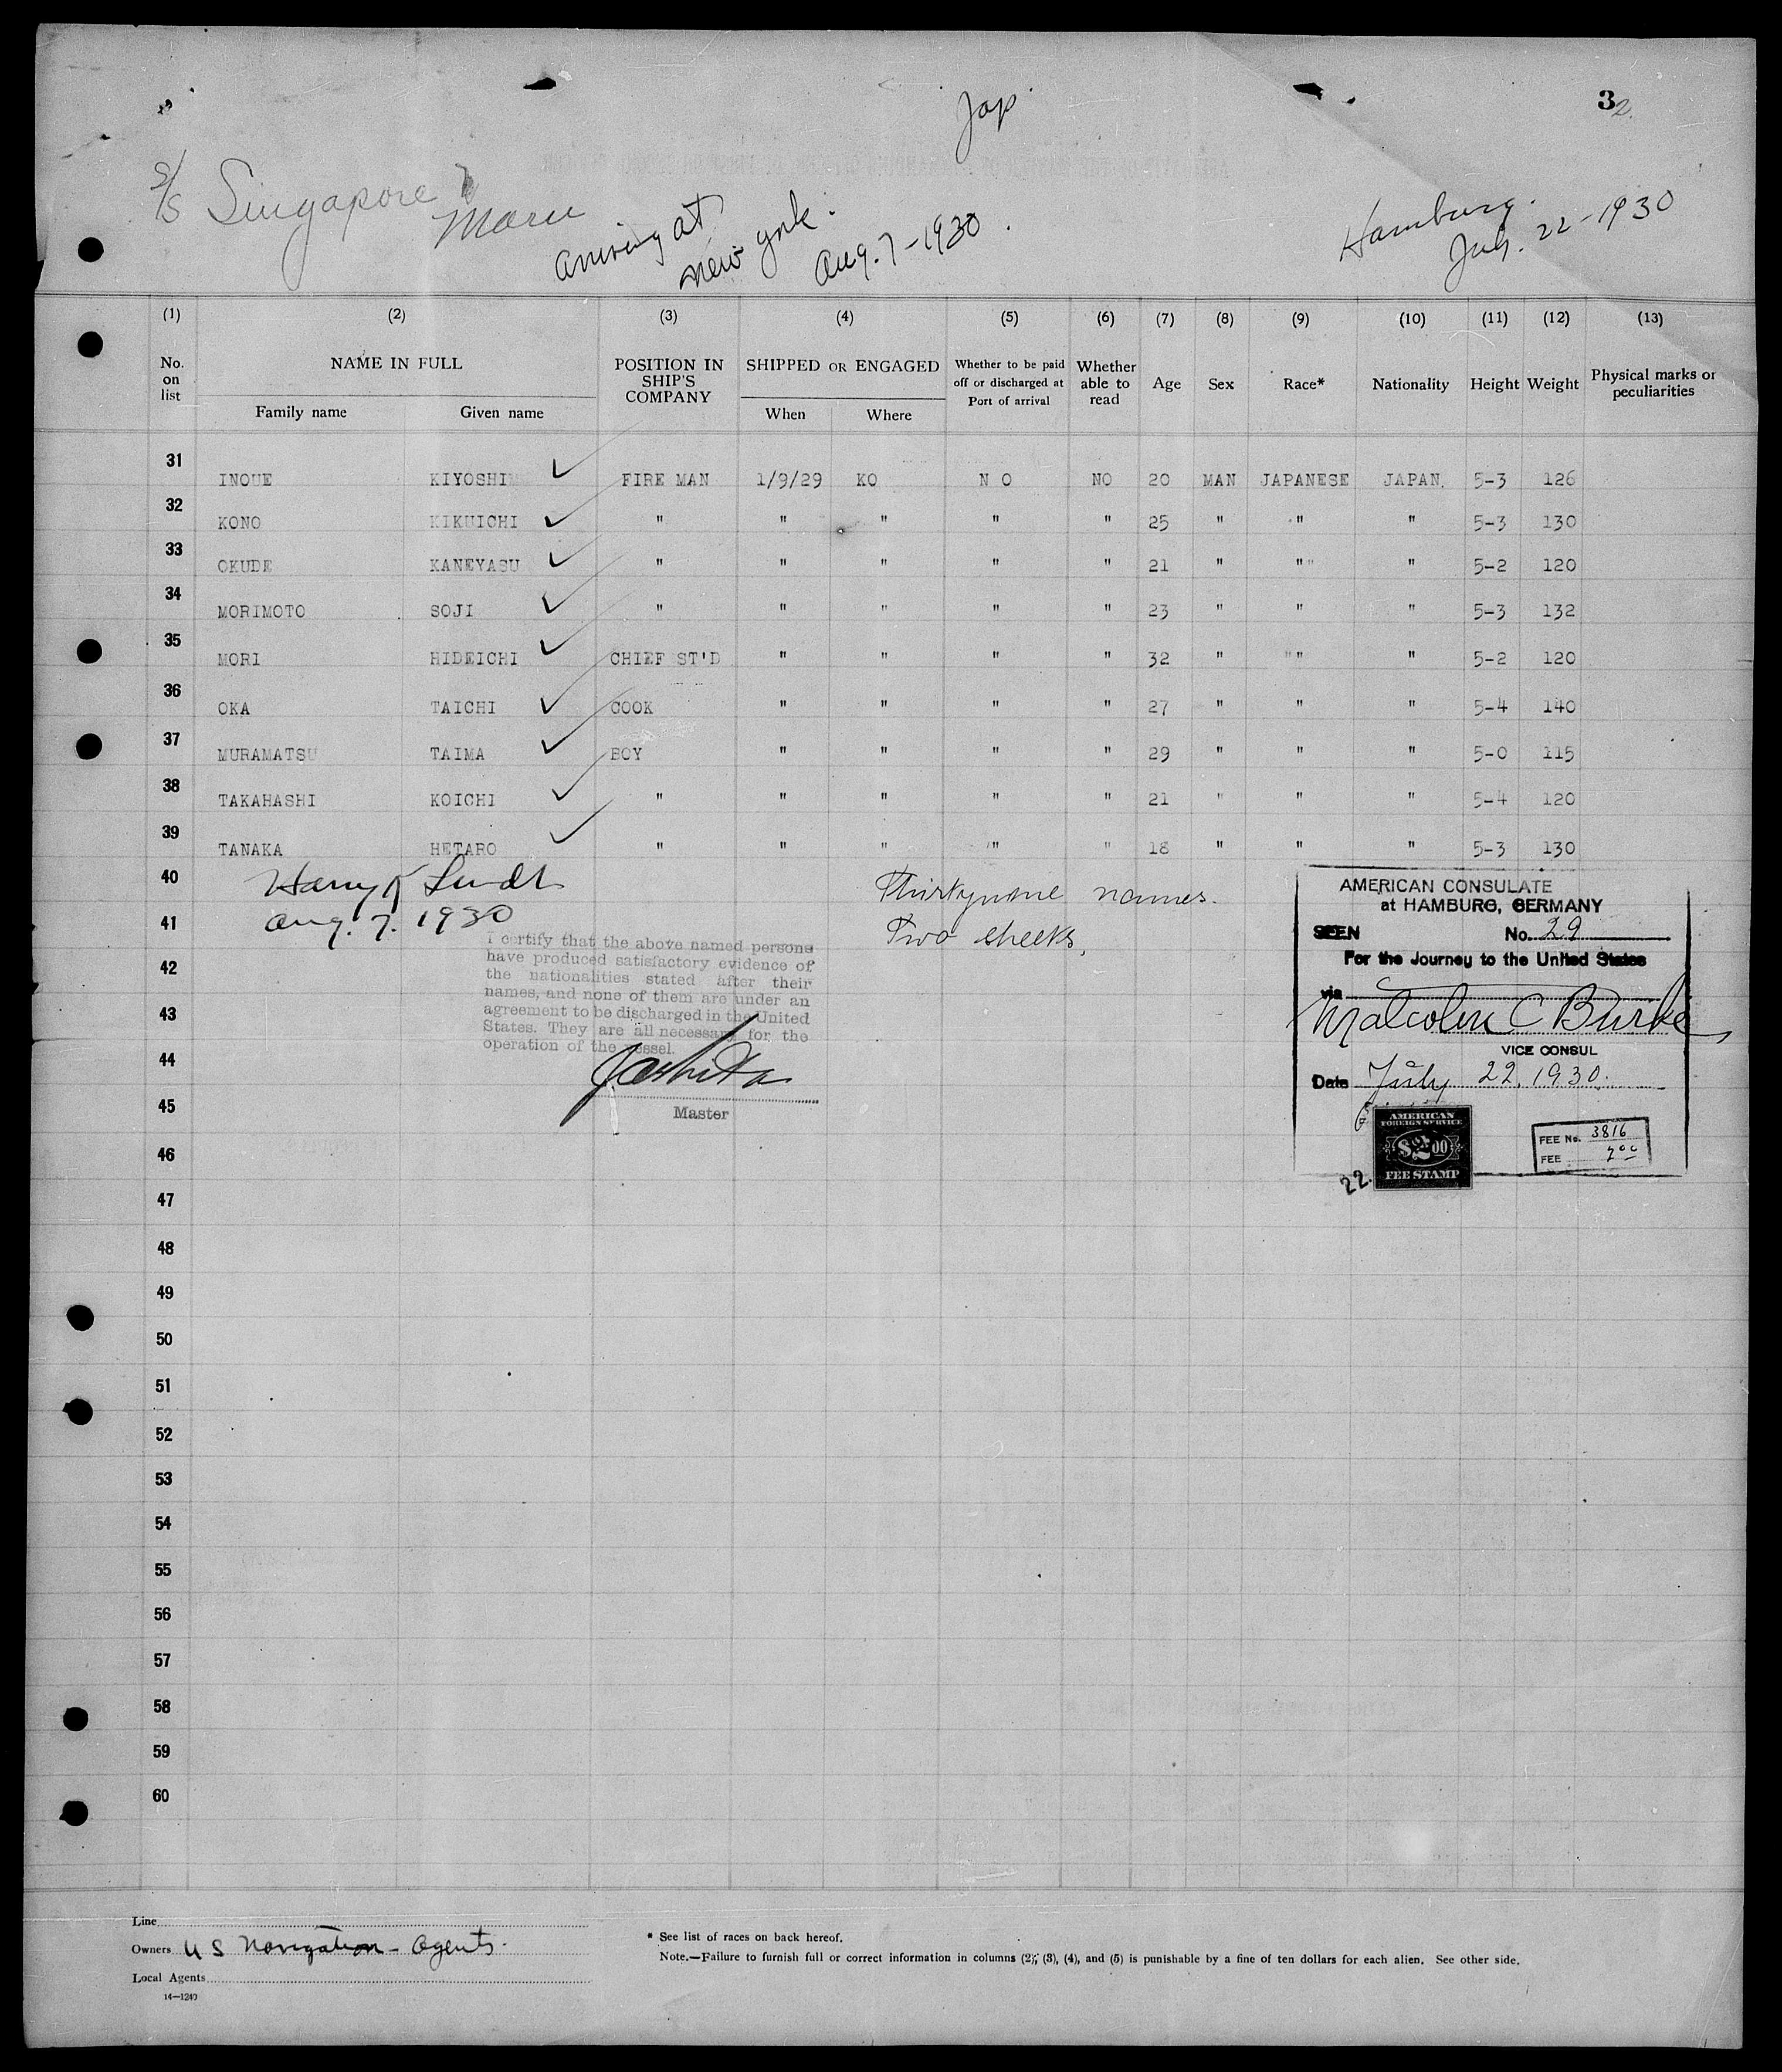 Jap.
3 2.
S/S Singapore Maru
arriving at
New York.
Aug. 7-1930.
Hamburg.
July. 22-1930
(1) (2) (3) (4) (5) (6) (7) (8) (9) (10) (11) (12) (13)
No. on list NAME IN FULL POSITION IN SHIP'S COMPANY SHIPPED OR ENGAGED Whether to be paid off or discharged at Port of arrival Whether able to read Age Sex Race* Nationality Height Weight Physical marks or peculiarities
Family name Given name When Where
31 INOUE KIYOSHI FIRE MAN 1/9/29 KO N O NO 20 MAN JAPANESE JAPAN. 5-3 126
32 KONO KIKUICHI " " " " " 25 " " " 5-3 130
33 OKUDE KANEYASU " " " " " 21 " " " 5-2 120
34 MORIMOTO SOJI " " " " " 23 " " " 5-3 132
35 MORI HIDEICHI CHIEF ST'D " " " " 32 " " " 5-2 120
36 OKA TAICHI COOK " " " " 27 " " " 5-4 140
37 MURAMATSU TAIMA BOY " " " " 29 " " " 5-0 115
38 TAKAHASHI KOICHI " " " " " 21 " " " 5-4 120
39 TANAKA HETARO " " " " " 18 " " " 5-3 130
40
Harry
Aug. 7. 1930
Thirtynine names.
Two sheets.
41
42
43
44
45
46
47
48
49
50
51
52
53
54
55
56
57
58
59
60
I certify that the above named persons
have produced satisfactory evidence of
the nationalities stated after their
names, and none of them are under an
agreement to be discharged in the United
States. They are all necessary for the
operation of the vessel.
Master
AMERICAN CONSULATE
at HAMBURG, GERMANY
SEEN No. 29
For the Journey to the United States
via
Malcolm C Burke
VICE CONSUL
Date July 22, 1930.
AMERICAN
FOREIGN SERVICE
$2.00
FEE STAMP
FEE No. 3816
FEE 2 00
22.
Line
Owners U S Navigation - Agents.
Local Agents
14—1240
* See list of races on back hereof.
Note.—Failure to furnish full or correct information in columns (2), (3), (4), and (5) is punishable by a fine of ten dollars for each alien. See other side.